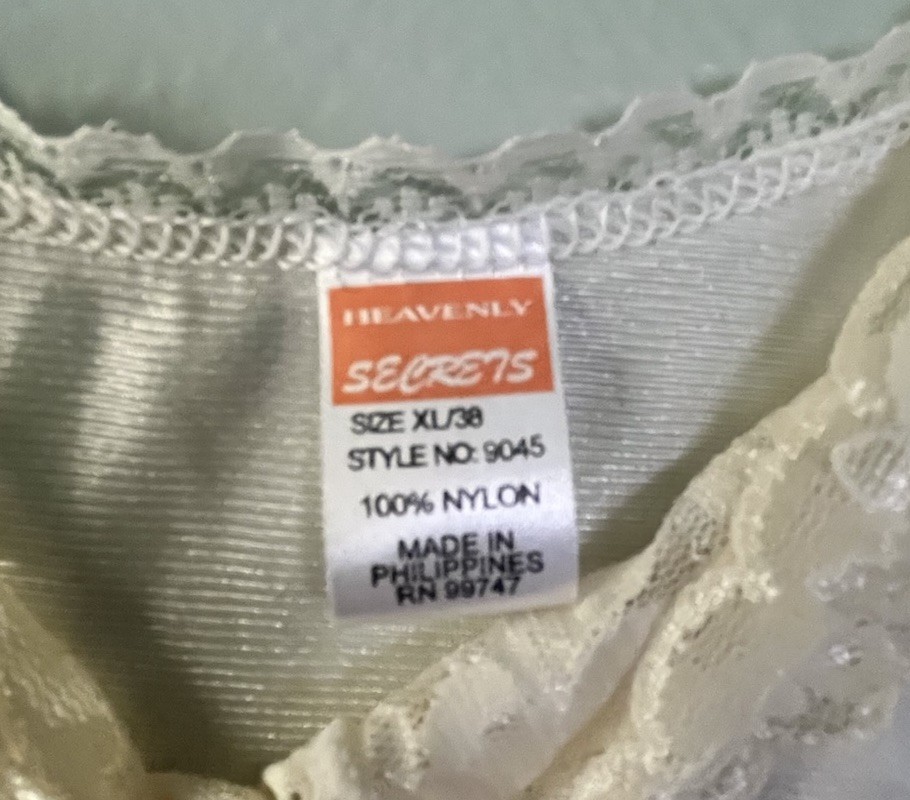 HEAVENLY
SECRETS
SIZE XL/38
STYLE NO: 9045
100% NYLON
MADE IN
PHILIPPINES
RN 99747